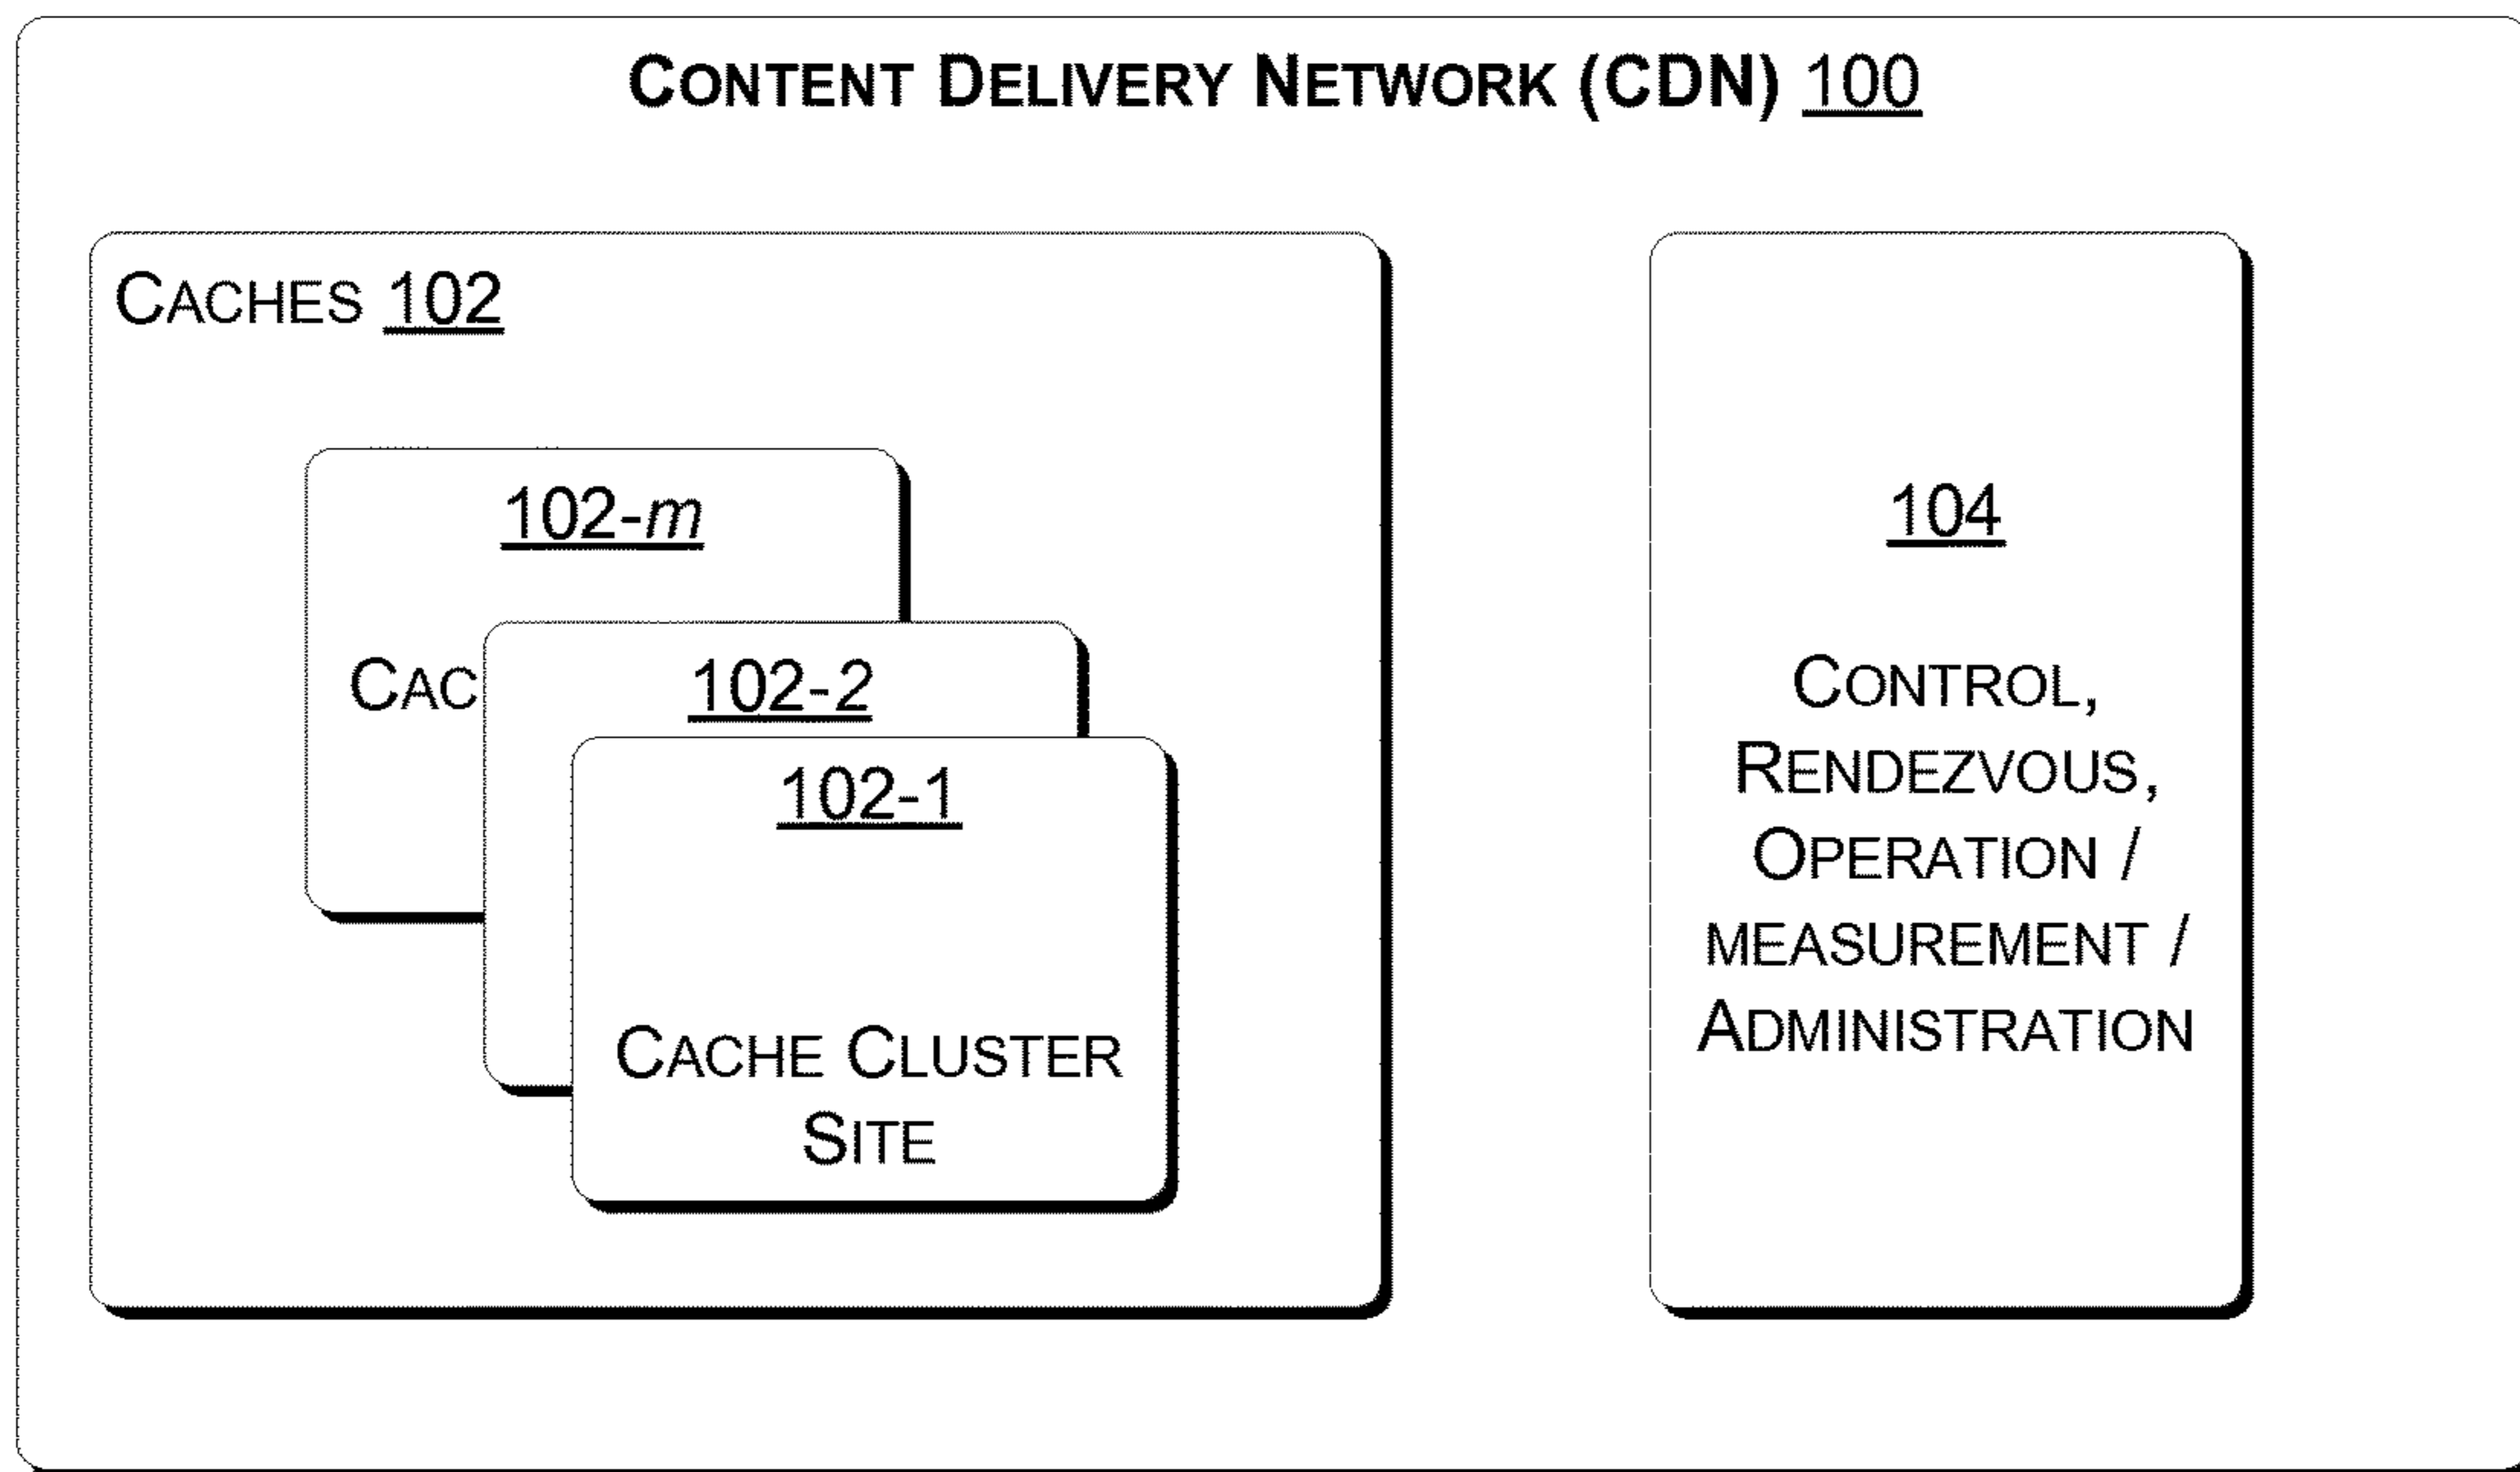 CONTENT DELIVERY NETWORK (CDN) 100
CACHES 102
102-m
CAC
102-2
102-1
CACHE CLUSTER
SITE
104
CONTROL,
RENDEZVOUS,
OPERATION /
MEASUREMENT /
ADMINISTRATION